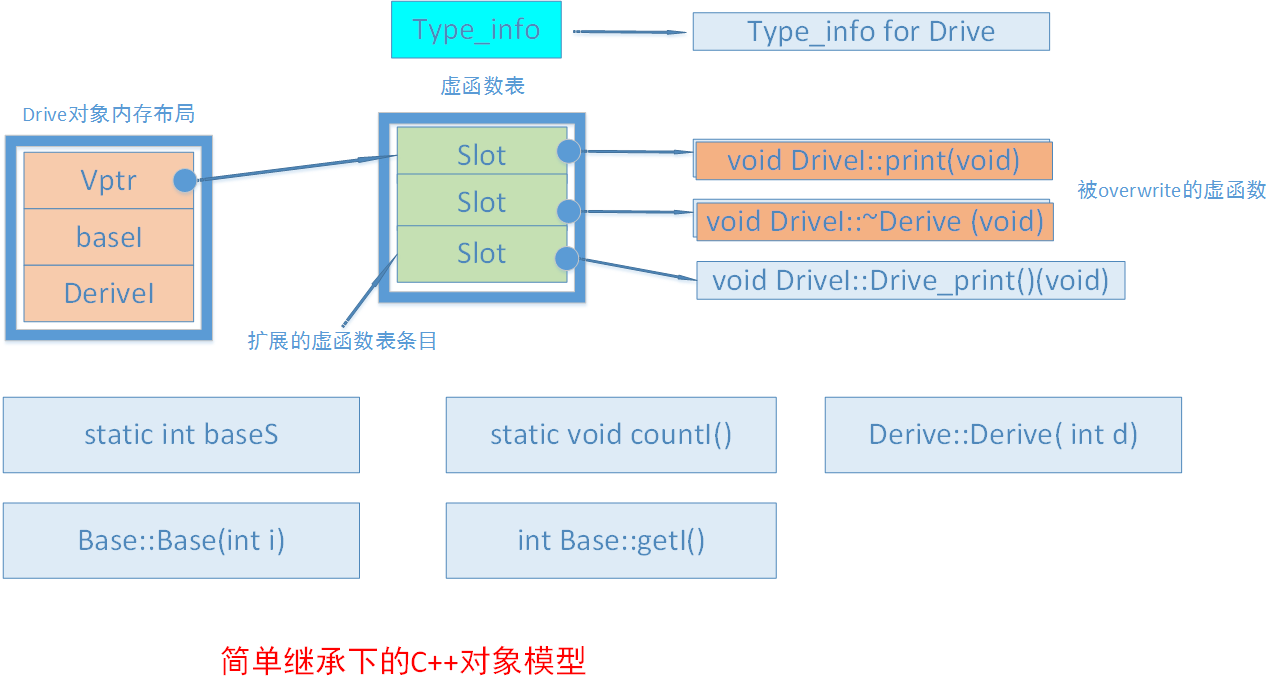 Type_info
Type_info for Drive
虚函数表
Drive对象内存布局
Vptr
baseI
DeriveI
Slot
Slot
Slot
void DriveI::print(void)
void DriveI::~Derive (void)
void DriveI::Drive_print()(void)
被overwrite的虚函数
扩展的虚函数表条目
static int baseS
static void countI()
Derive::Derive( int d)
Base::Base(int i)
int Base::getI()
简单继承下的C++对象模型